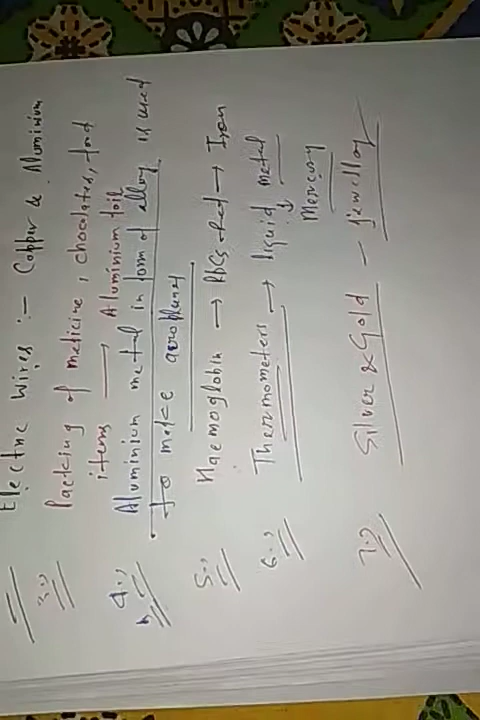 Electric Wires :- Copper & Aluminium
3.) Packing of medicine, chocolates, food
items → Aluminium foil
4.) Aluminium metal in form of alloy is used
to make aeroplanes
5.) Haemoglobin → RBCs → Iron
6.) Thermometers → liquid metal
↓
Mercury
7.) Silver & Gold - jewellery